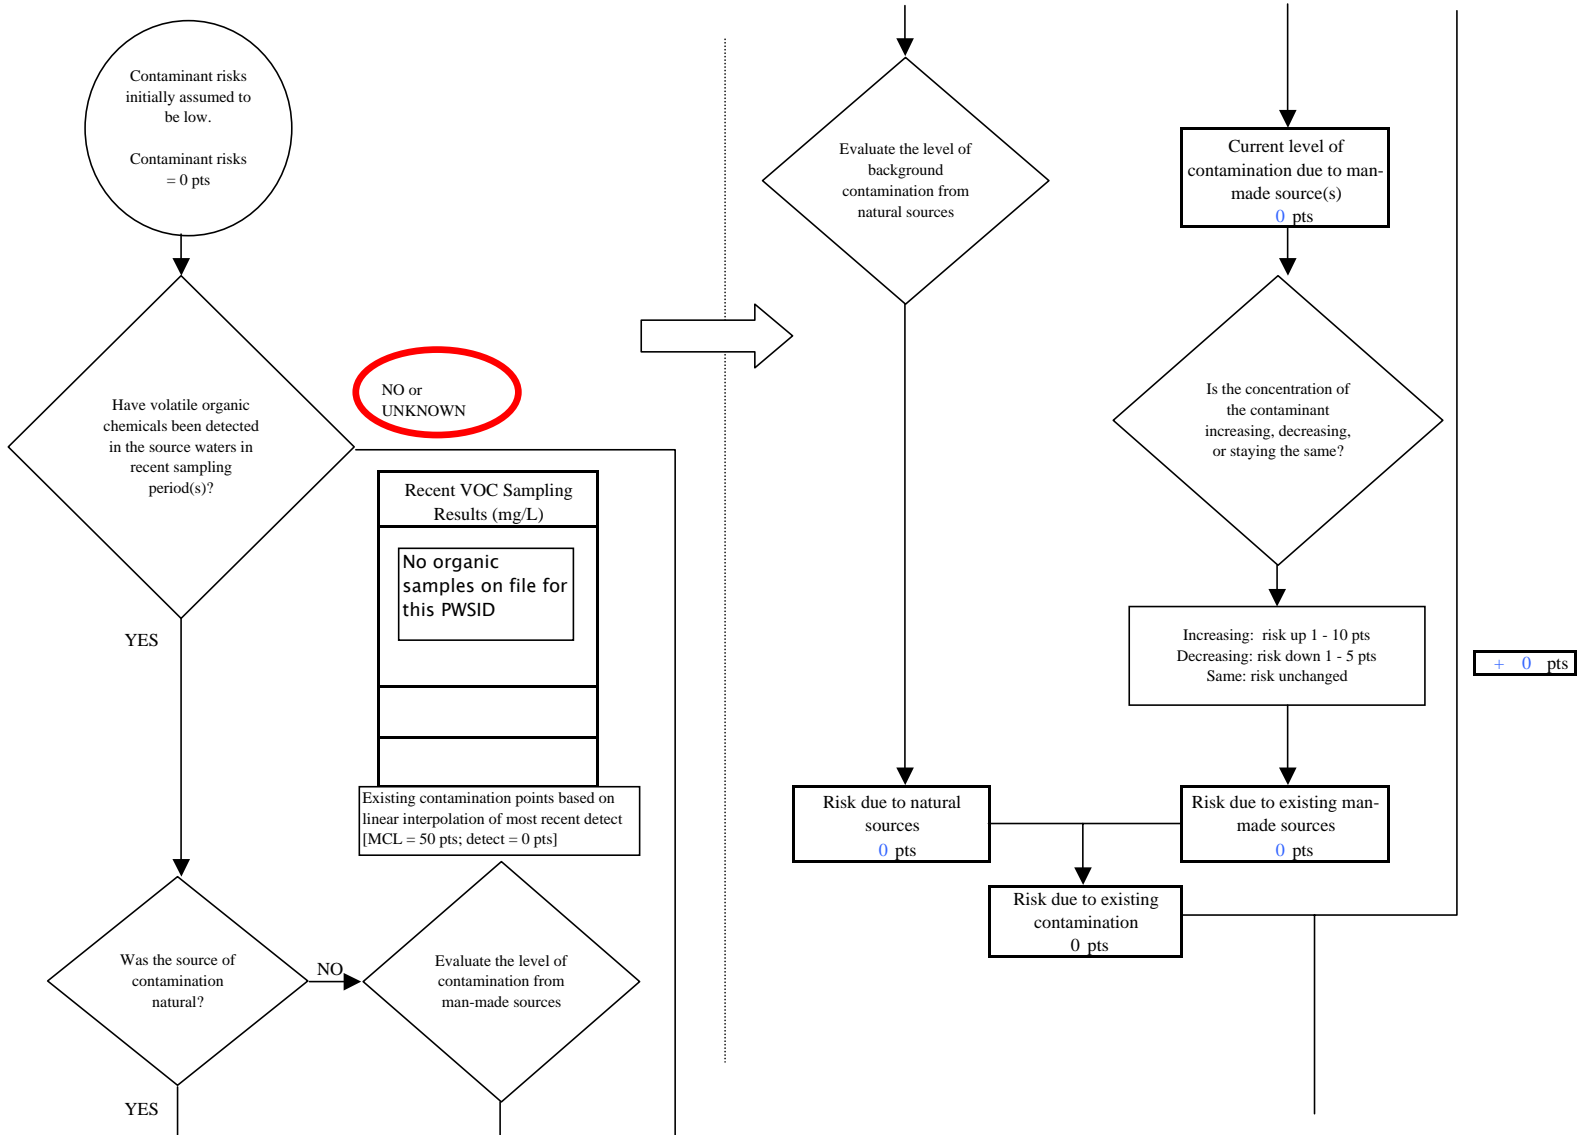 Contaminant risks
initially assumed to
be low.
Contaminant risks
= 0 pts
Have volatile organic
chemicals been detected
in the source waters in
recent sampling
period(s)?
NO or
UNKNOWN
YES
Recent VOC Sampling
Results (mg/L)
No organic
samples on file for
this PWSID
Existing contamination points based on
linear interpolation of most recent detect
[MCL = 50 pts; detect = 0 pts]
Was the source of
contamination
natural?
NO
Evaluate the level of
contamination from
man-made sources
YES
Evaluate the level of
background
contamination from
natural sources
Current level of
contamination due to man-
made source(s)
0 pts
Is the concentration of
the contaminant
increasing, decreasing,
or staying the same?
Increasing: risk up 1 - 10 pts
Decreasing: risk down 1 - 5 pts
Same: risk unchanged
+ 0 pts
Risk due to natural
sources
0 pts
Risk due to existing man-
made sources
0 pts
Risk due to existing
contamination
0 pts